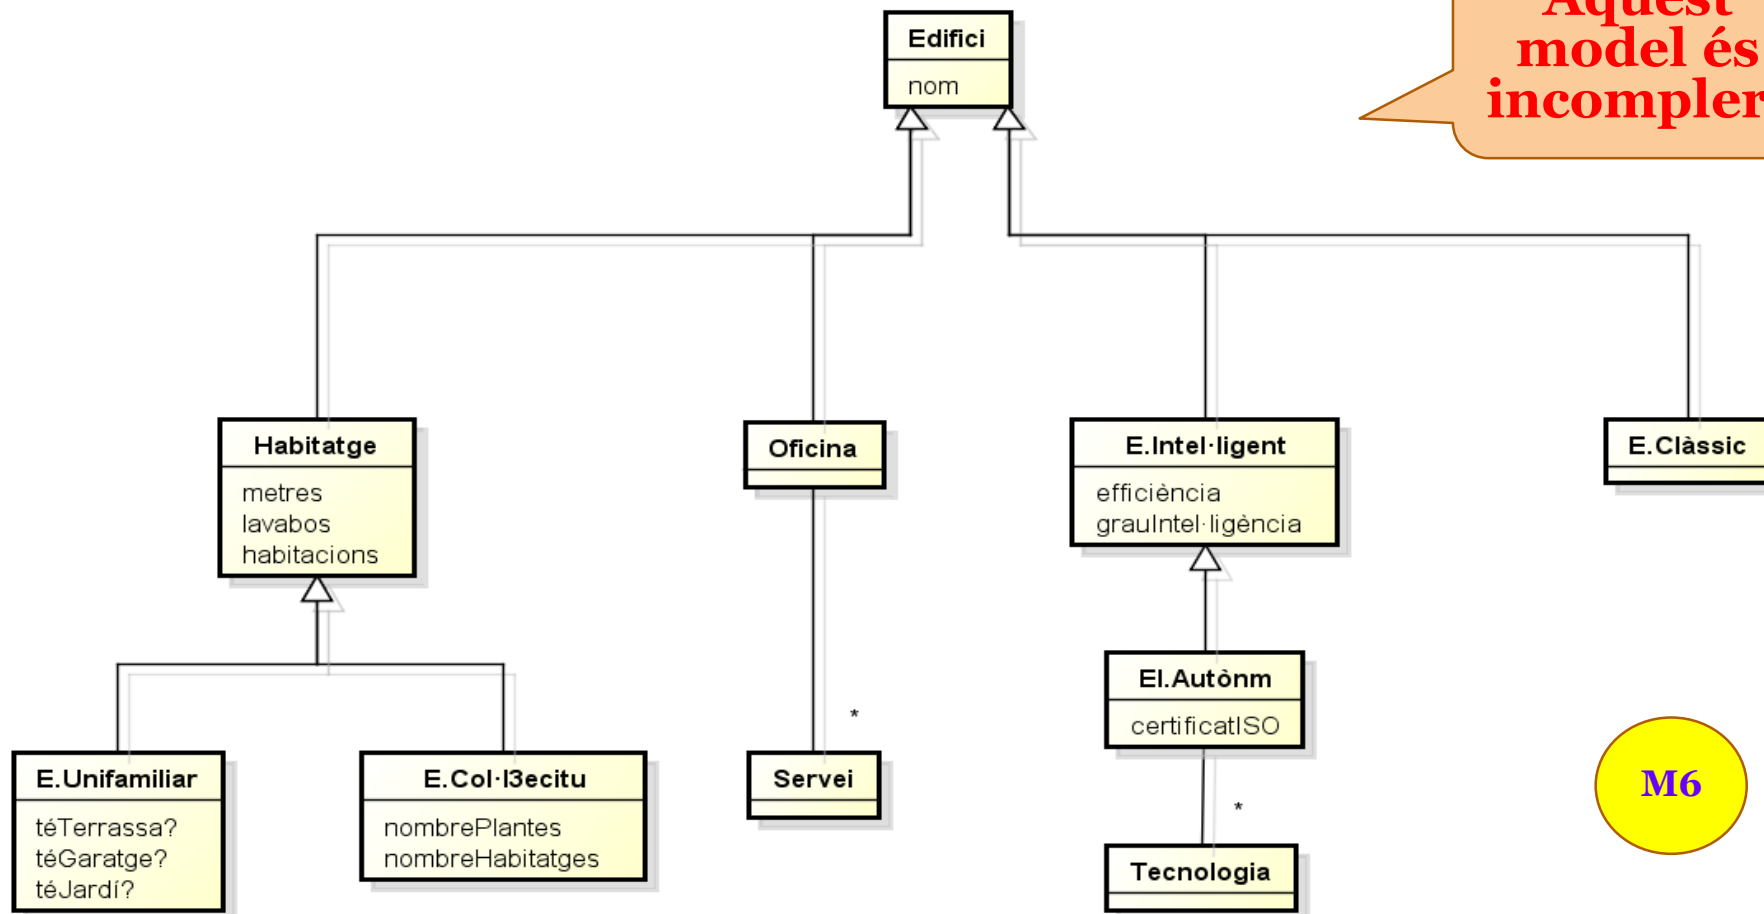 Edifici
nom
Aquest
model és
incompler
Habitatge
metres
lavabos
habitacions
Oficina
E.Intel·ligent
efficiència
grauIntel·ligència
E.Clàssic
E.Unifamiliar
téTerrassa?
téGaratge?
téJardí?
E.Col·l3ecitu
nombrePlantes
nombreHabitatges
*
Servei
EI.Autònm
certificatISO
*
Tecnologia
M6